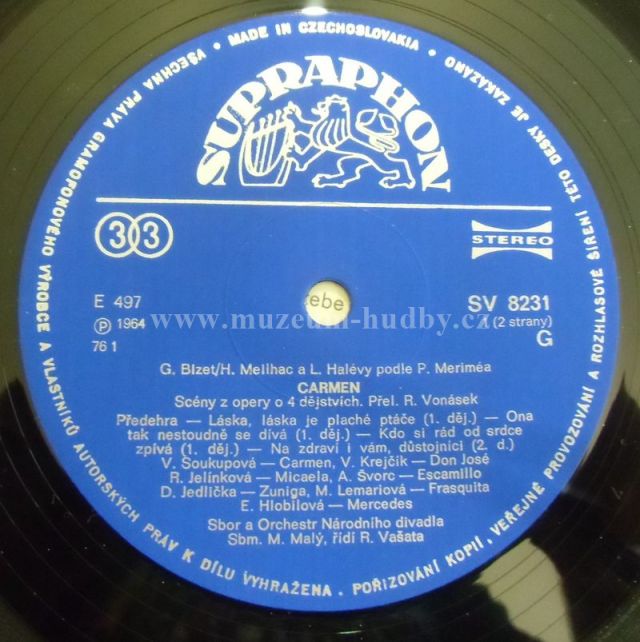 VŠECHNA PRÁVA GRAMOFONOVÉHO VÝROBCE A VLASTNÍKŮ AUTORSKÝCH PRÁV K DÍLU VYHRAŽENA · POŘIZOVÁNÍ KOPIÍ, VEŘEJNÉ PROVOZOVÁNÍ A ROZHLASOVÉ ŠÍŘENÍ TÉTO DESKY JE ZAKÁZÁNO · MADE IN CZECHOSLOVAKIA ·
SUPRAPHON
33
STEREO
E 497
SV 8231
Ⓟ 1964
(2 strany)
76 1
G
www.muzeum-hudby.cz
ebe
G. Bizet/H. Meilhac a L. Halévy podle P. Meriméa
CARMEN
Scény z opery o 4 dějstvích. Přel. R. Vonásek
Předehra — Láska, láska je plaché ptáče (1. děj.) — Ona
tak nestoudně se dívá (1. děj.) — Kdo si rád od srdce
zpívá (1. děj.) — Na zdraví i vám, důstojníci (2. d.)
V. Soukupová — Carmen, V. Krejčík — Don José
R. Jelínková — Micaela, A. Švorc — Escamillo
D. Jedlička — Zuniga, M. Lemariová — Frasquita
E. Hlobilová — Mercedes
Sbor a Orchestr Národního divadla
Sbm. M. Malý, řídí R. Vašata